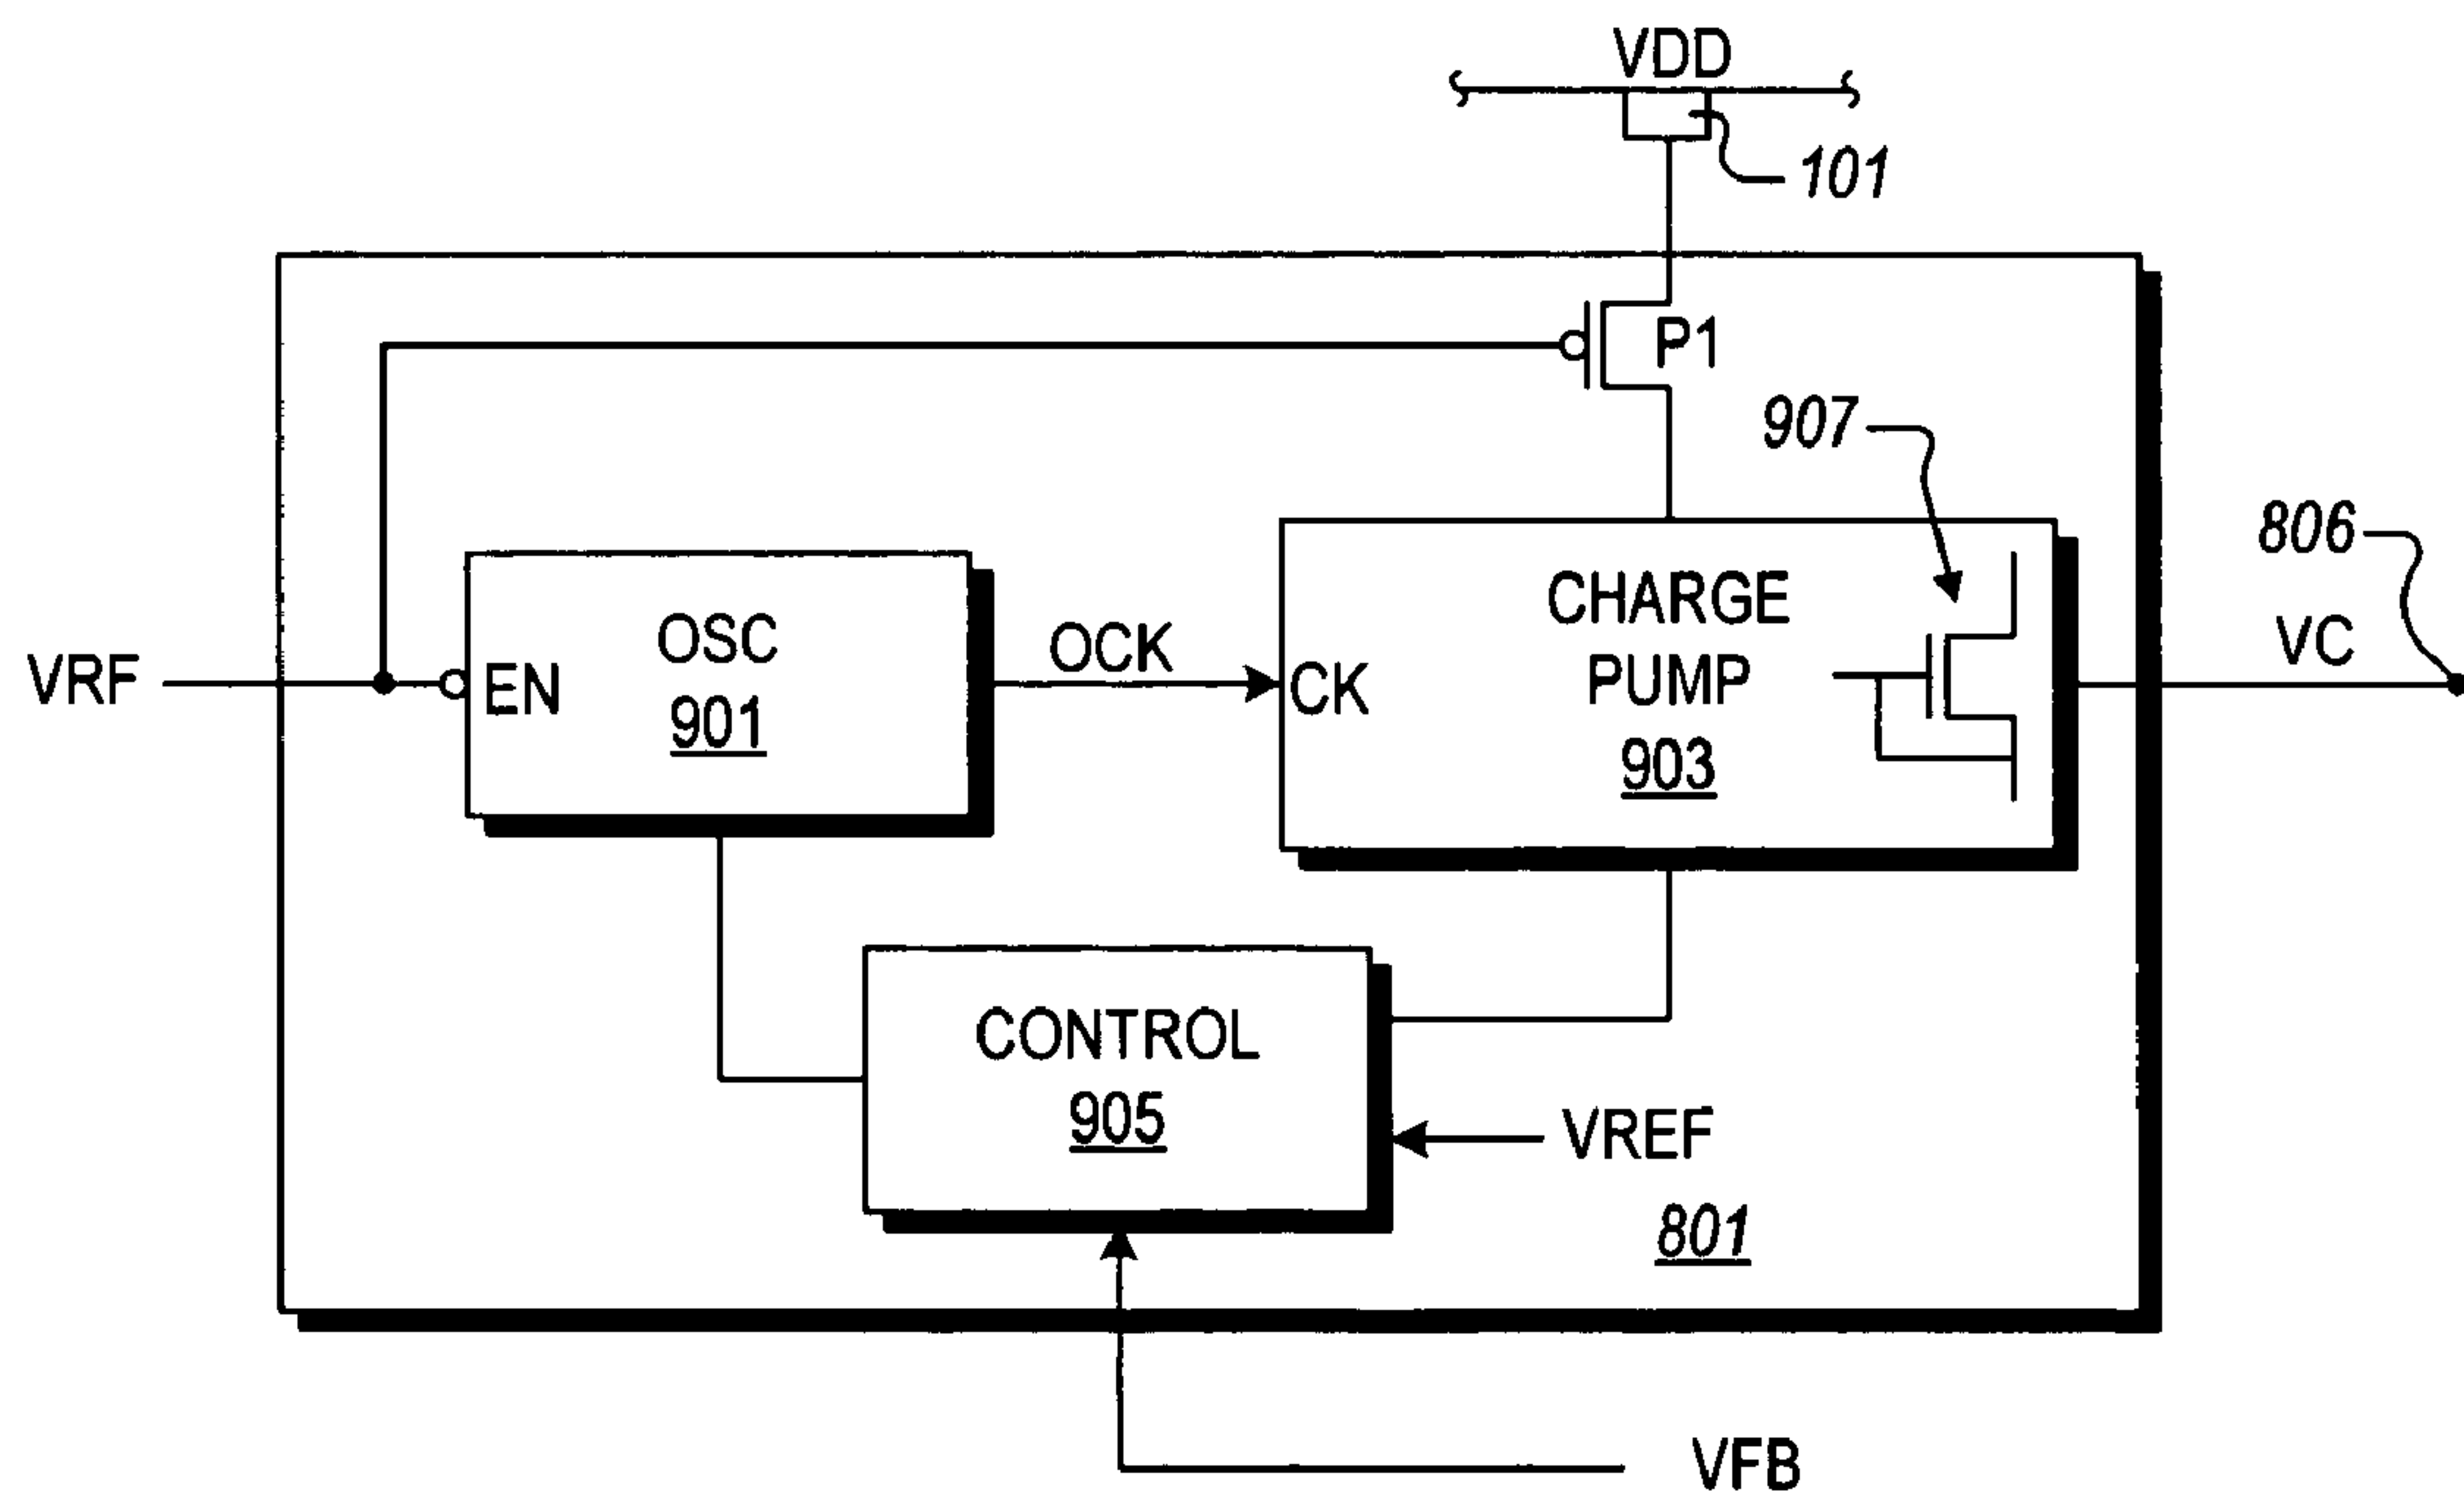 VDD
101
P1
907
806
OSC
901
EN
VRF
OCK
CK
CHARGE
PUMP
903
VC
CONTROL
905
VREF
801
VFB